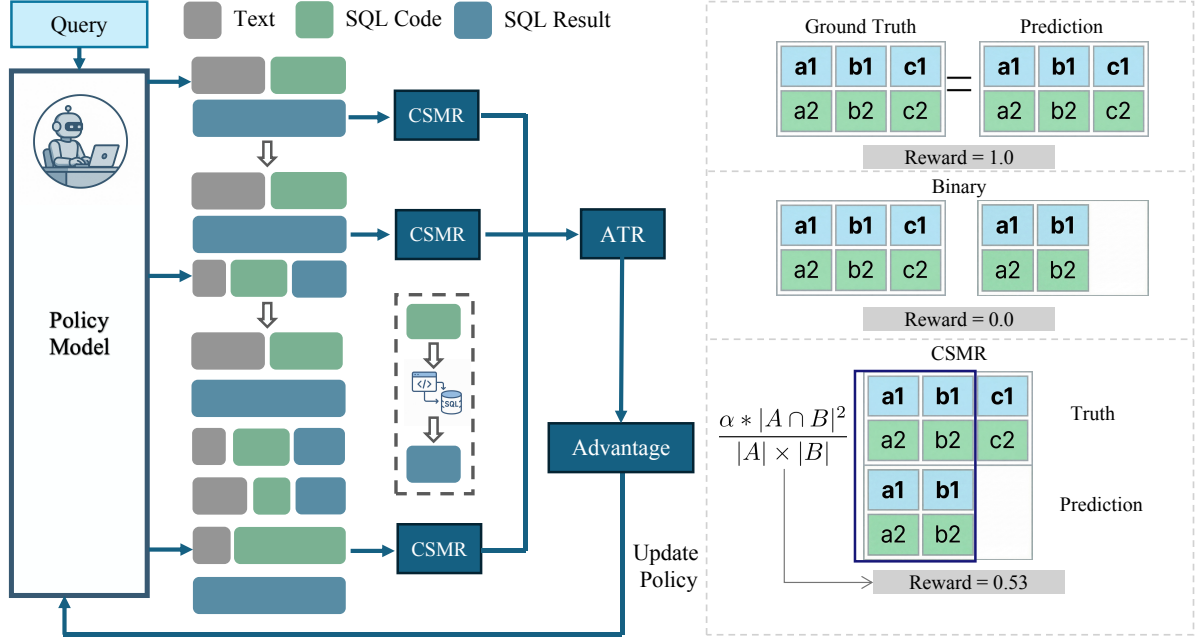 Query
Text
SQL Code
SQL Result
Policy
Model
CSMR
CSMR
CSMR
</>
SQL
ATR
Advantage
Update
Policy
Ground Truth
Prediction
a1 b1 c1 = a1 b1 c1
a2 b2 c2 a2 b2 c2
Reward = 1.0
Binary
a1 b1 c1 a1 b1
a2 b2 c2 a2 b2
Reward = 0.0
CSMR
a1 b1 c1
a2 b2 c2
Truth
α * |A ∩ B|²
|A| × |B|
a1 b1
a2 b2
Prediction
Reward = 0.53